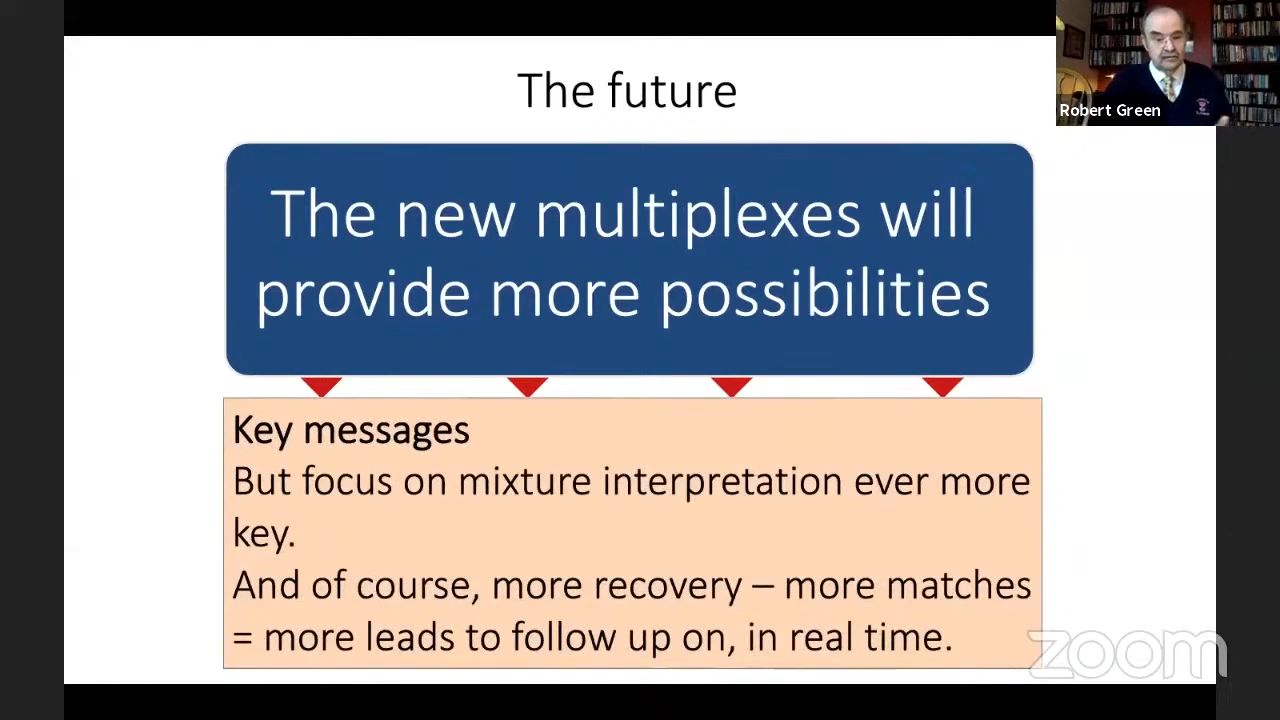 The future
Robert Green
The new multiplexes will
provide more possibilities
Key messages
But focus on mixture interpretation ever more
key.
And of course, more recovery – more matches
= more leads to follow up on, in real time.
zoom